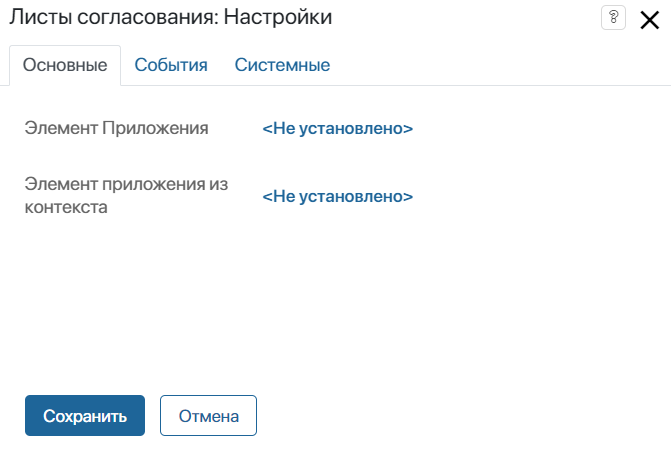 Листы согласования: Настройки
?
Основные События Системные
Элемент Приложения <Не установлено>
Элемент приложения из
контекста
<Не установлено>
Сохранить Отмена